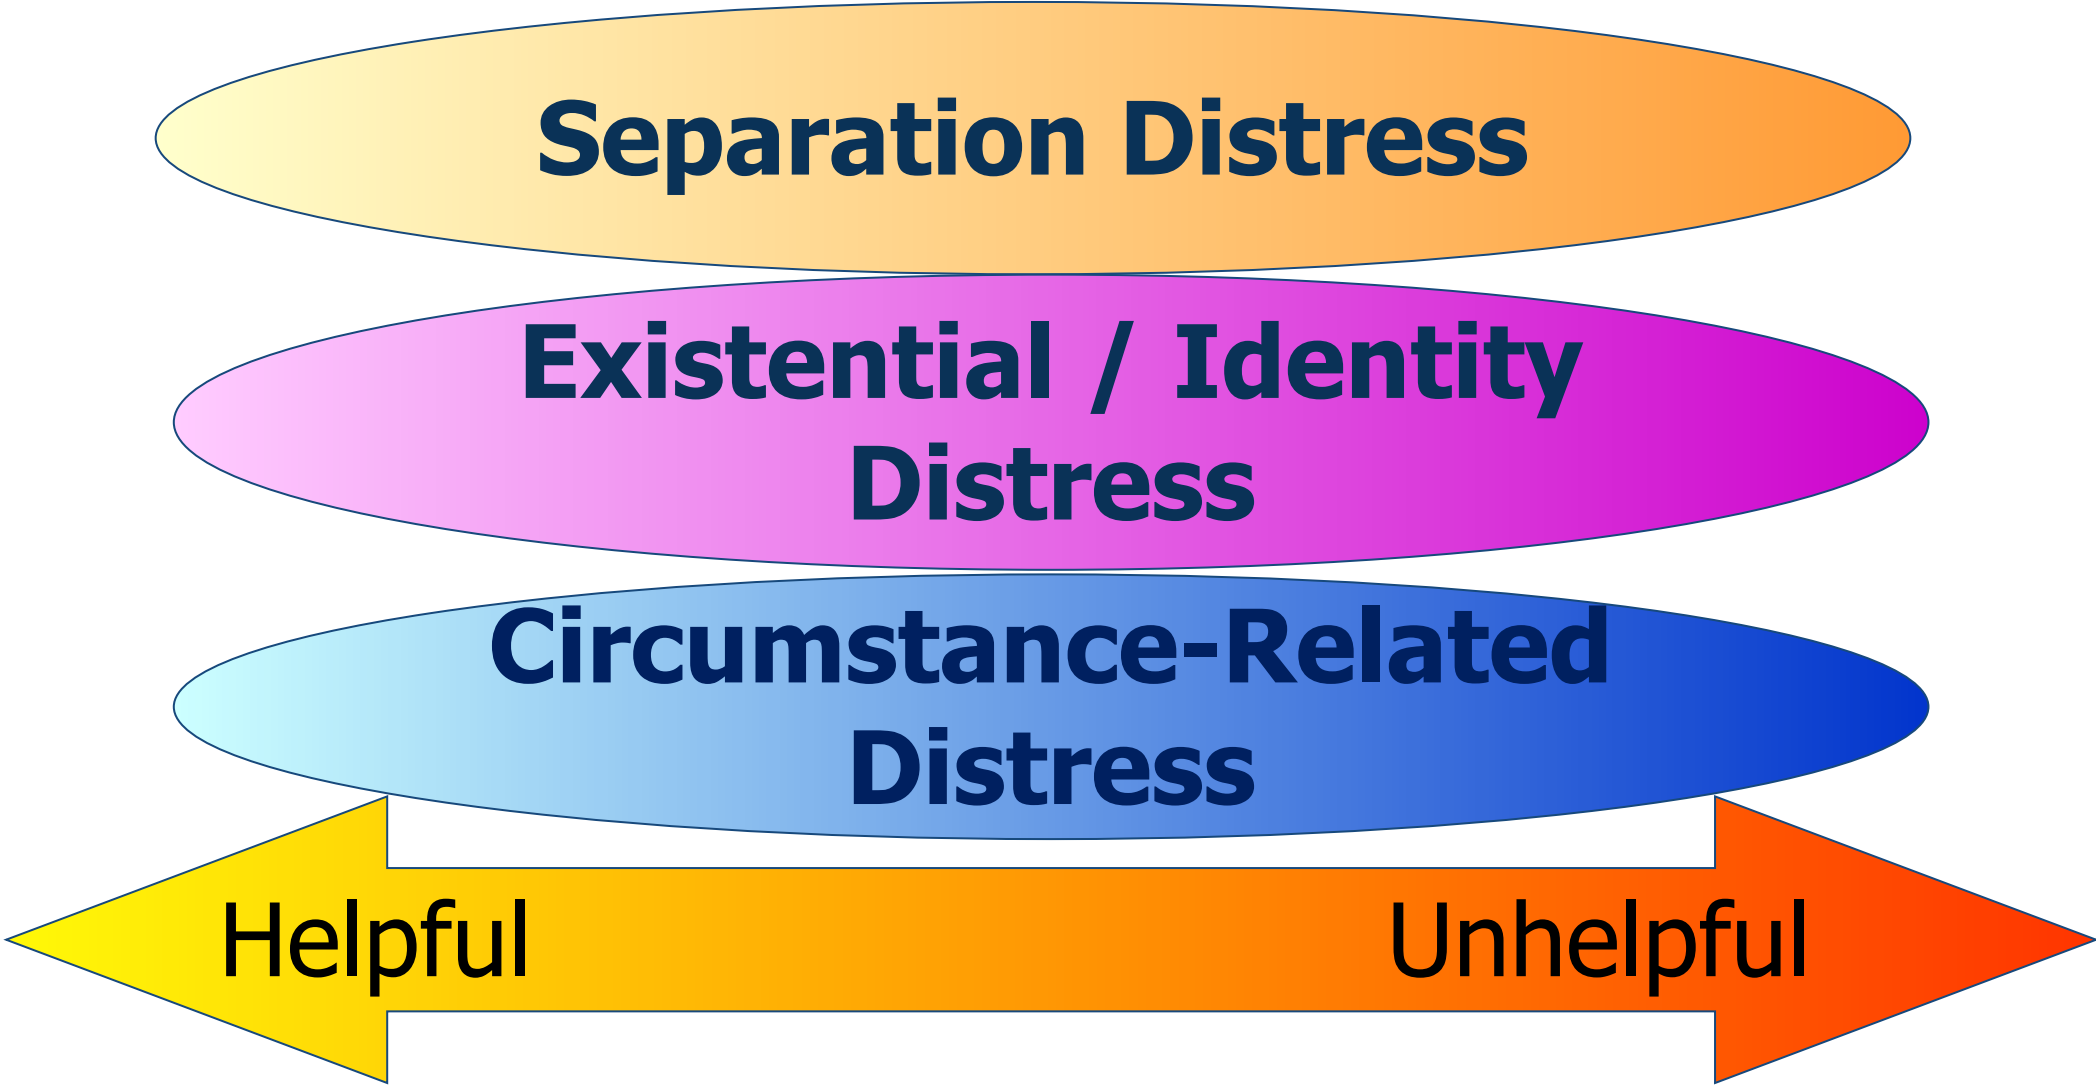 Separation Distress
Existential / Identity
Distress
Circumstance-Related
Distress
Helpful
Unhelpful